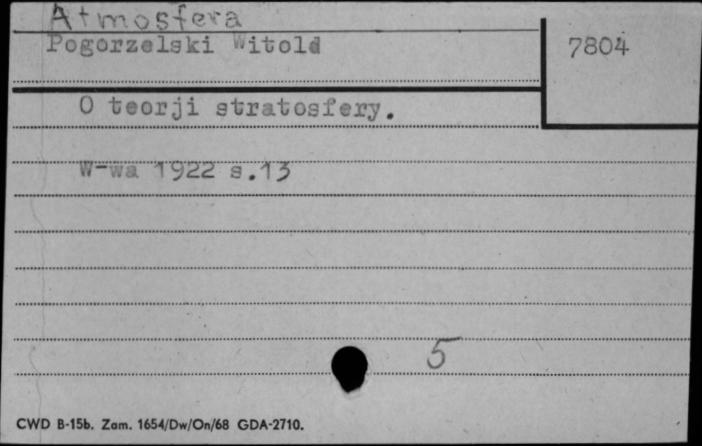 Atmosfera
Pogorzelski Witold
7804
O teorji stratosfery.
W-wa 1922 s.13
5
CWD B-15b. Zam. 1654/Dw/On/68 GDA-2710.